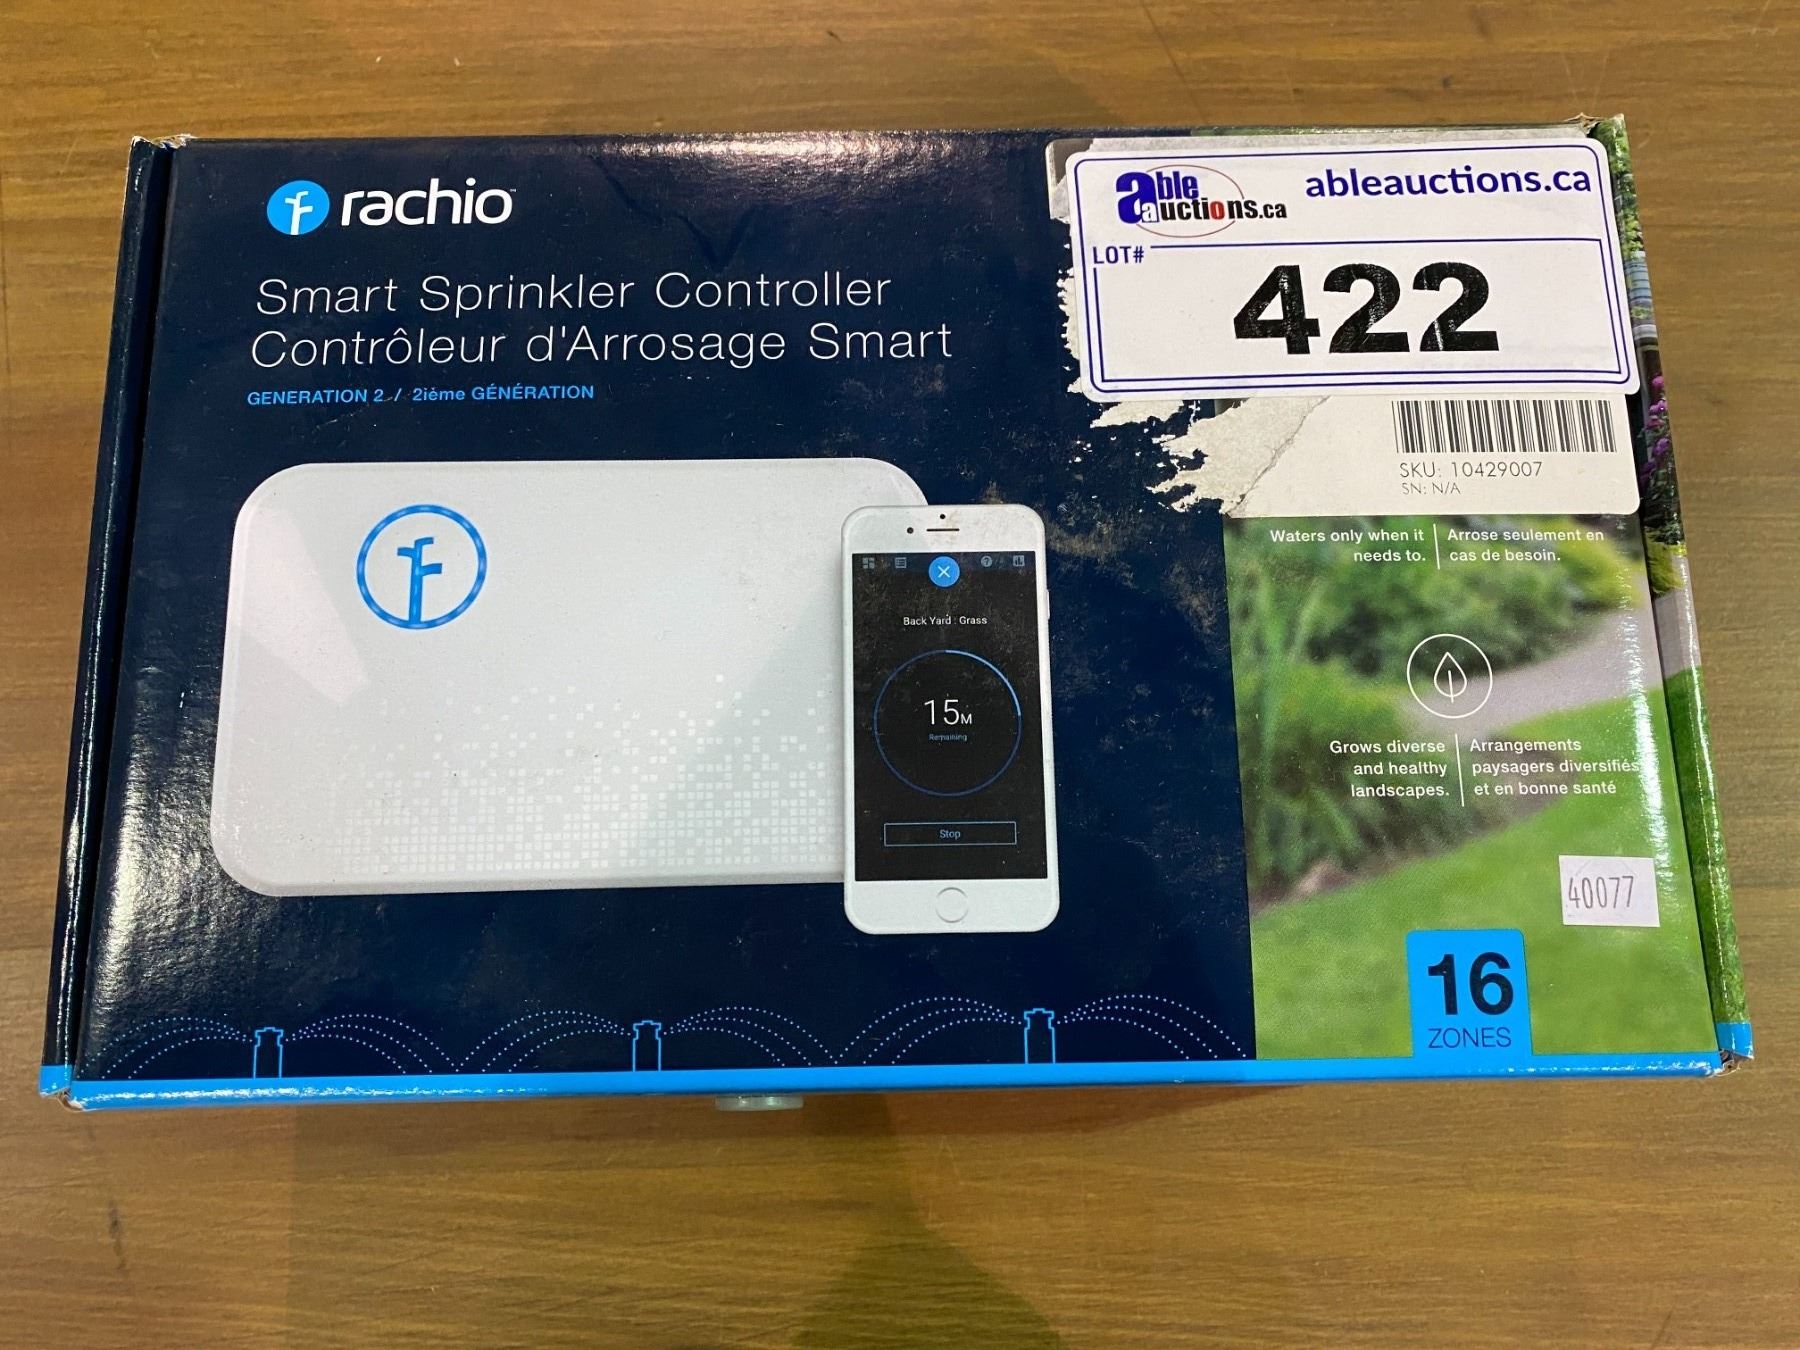 rachio™
Smart Sprinkler Controller
Contrôleur d'Arrosage Smart
GENERATION 2 / 2ième GÉNÉRATION
Able Auctions.ca
ableauctions.ca
LOT#
422
SKU: 10429007
SN: N/A
Waters only when it
needs to.
Arrose seulement en
cas de besoin.
Back Yard : Grass
15M
Remaining
Stop
Grows diverse
and healthy
landscapes.
Arrangements
paysagers diversifiés
et en bonne santé
40077
16
ZONES